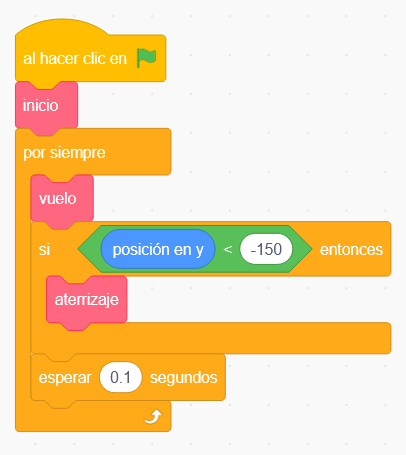 al hacer clic en
inicio
por siempre
vuelo
si posición en y < -150 entonces
aterrizaje
esperar 0.1 segundos